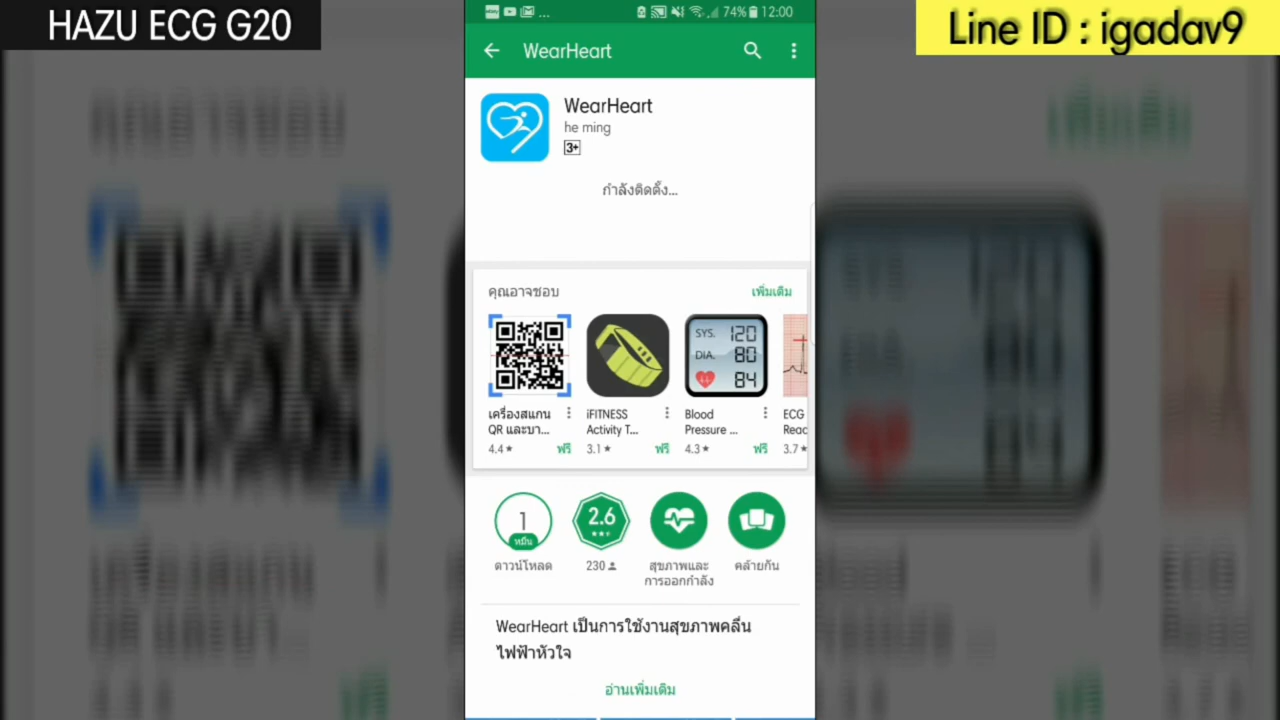 HAZU ECG G20
Line ID : igadav9
...
74% 12:00
WearHeart
WearHeart
he ming
3+
กำลังติดตั้ง...
คุณอาจชอบ
เพิ่มเติม
SYS. 120
DIA. 80
84
เครื่องสแกน
QR และบา...
4.4★ ฟรี
iFITNESS
Activity T...
3.1★ ฟรี
Blood
Pressure ...
4.3★ ฟรี
ECG
Reac
3.7★
1
หมื่น
ดาวน์โหลด
2.6
230
สุขภาพและ
การออกกำลัง
คล้ายกัน
WearHeart เป็นการใช้งานสุขภาพคลื่น
ไฟฟ้าหัวใจ
อ่านเพิ่มเติม